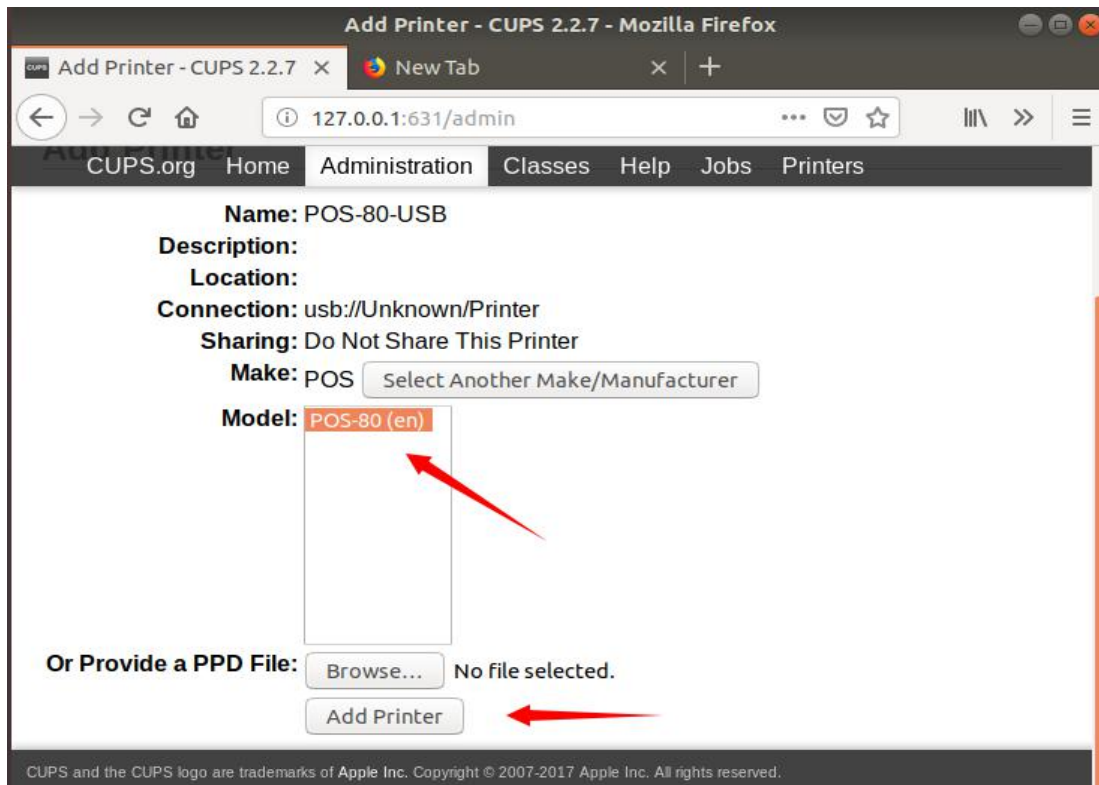 Add Printer - CUPS 2.2.7 - Mozilla Firefox
Add Printer - CUPS 2.2.7 New Tab
127.0.0.1:631/admin
Add Printer
CUPS.org Home Administration Classes Help Jobs Printers
Name: POS-80-USB
Description:
Location:
Connection: usb://Unknown/Printer
Sharing: Do Not Share This Printer
Make: POS Select Another Make/Manufacturer
Model: POS-80 (en)
Or Provide a PPD File: Browse... No file selected.
Add Printer
CUPS and the CUPS logo are trademarks of Apple Inc. Copyright © 2007-2017 Apple Inc. All rights reserved.